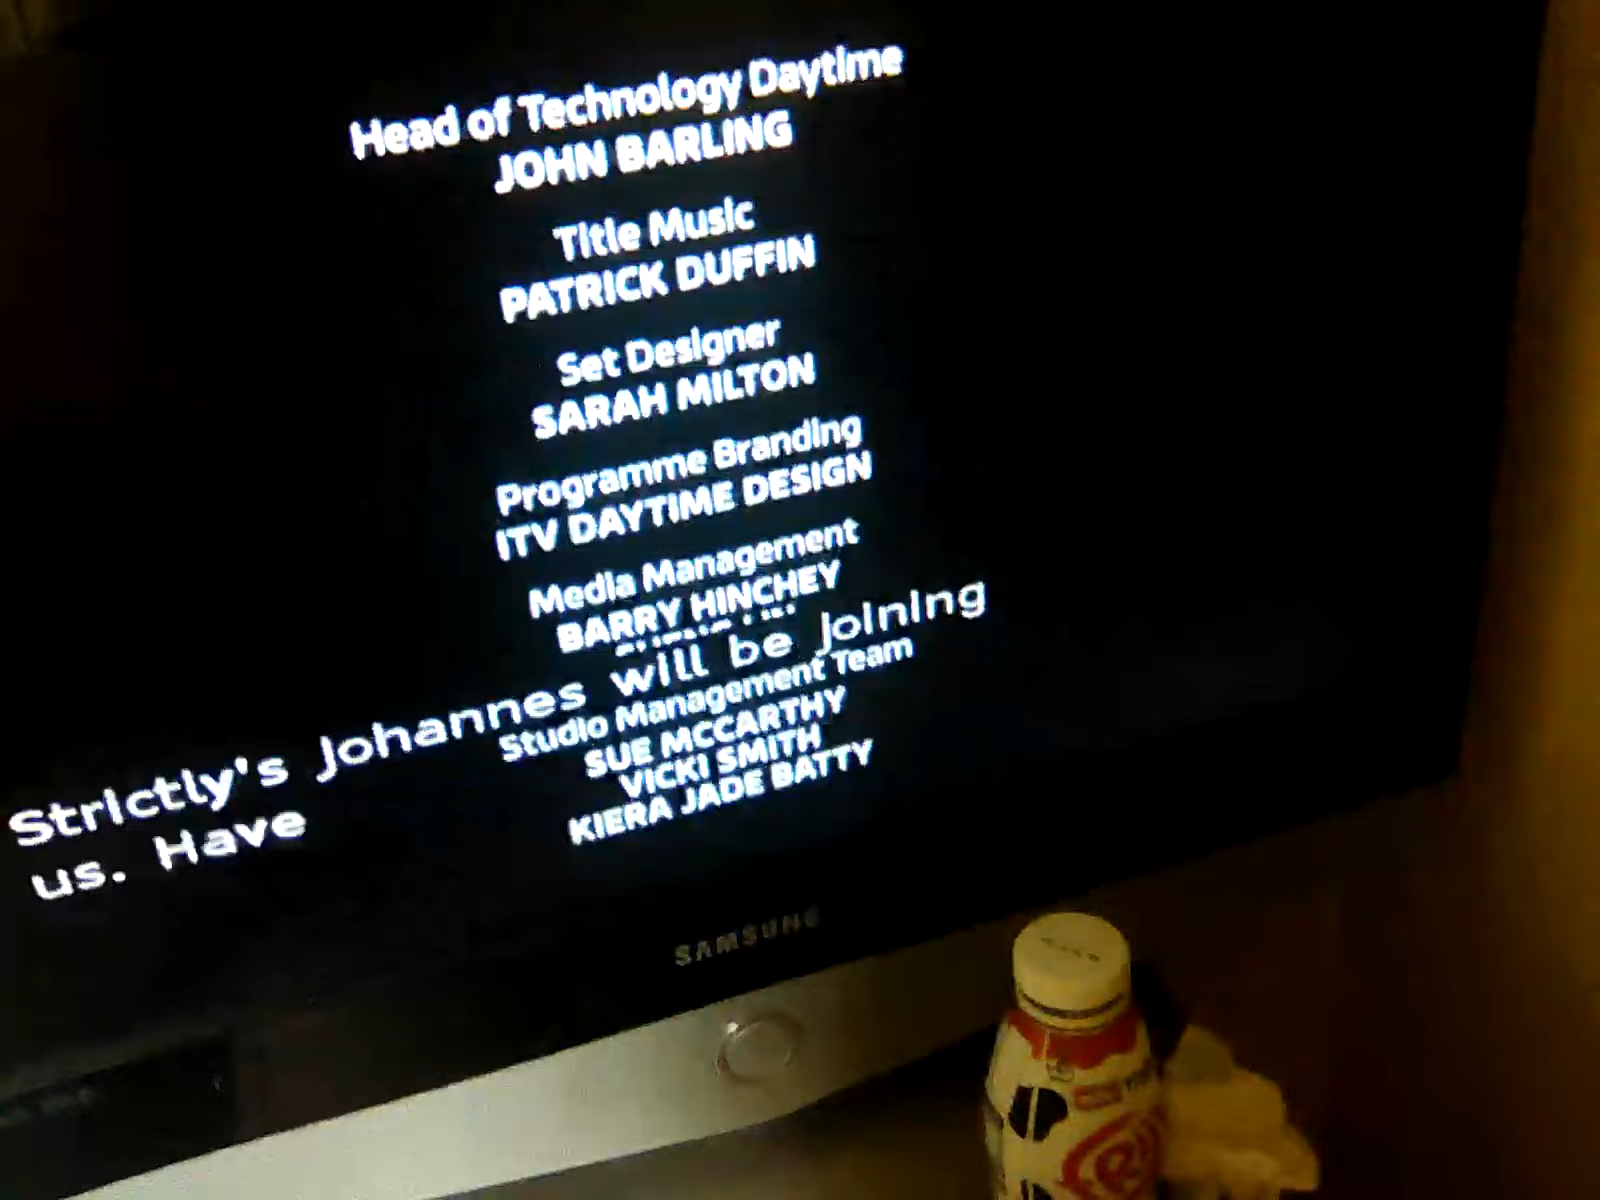 Head of Technology Daytime
JOHN BARLING
Title Music
PATRICK DUFFIN
Set Designer
SARAH MILTON
Programme Branding
ITV DAYTIME DESIGN
Media Management
BARRY HINCHEY
Strictly's Johannes will be joining
us. Have
Studio Management Team
SUE MCCARTHY
VICKI SMITH
KIERA JADE BATTY
SAMSUNG